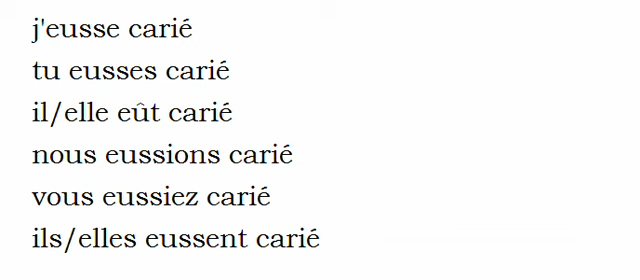 j'eusse carié
tu eusses carié
il/elle eût carié
nous eussions carié
vous eussiez carié
ils/elles eussent carié